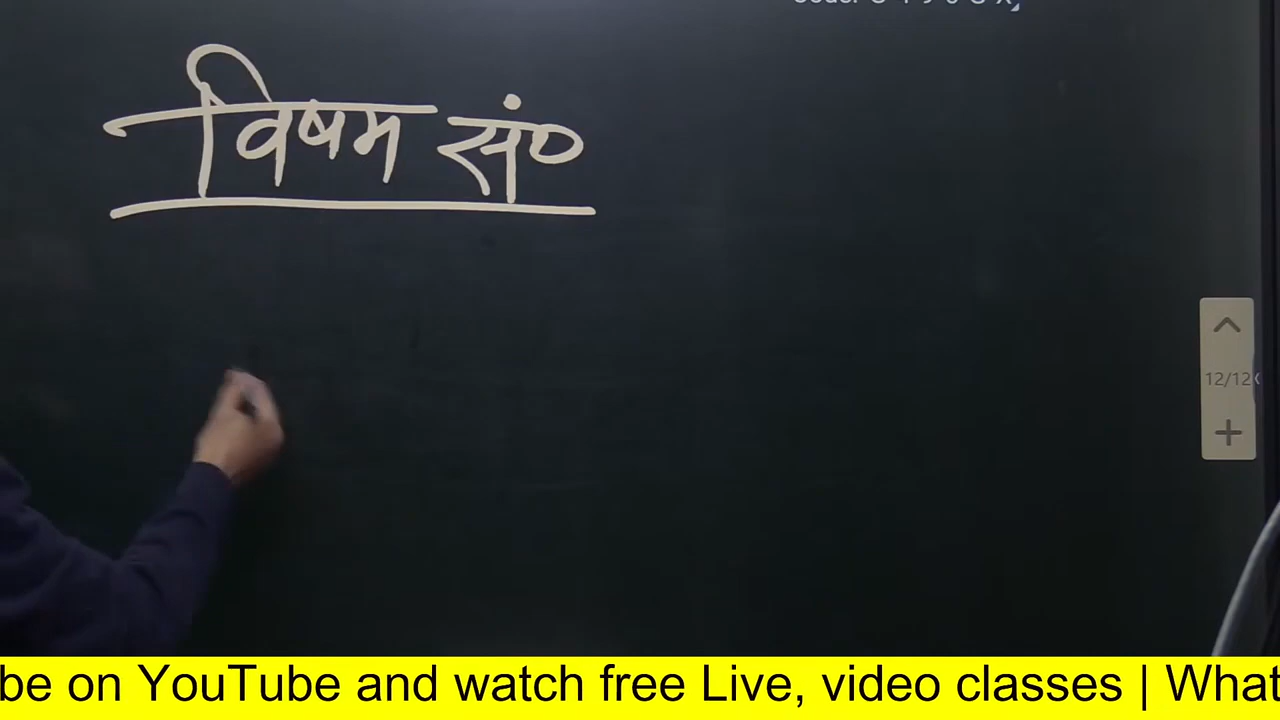 विषम सं०
12/12
be on YouTube and watch free Live, video classes | What